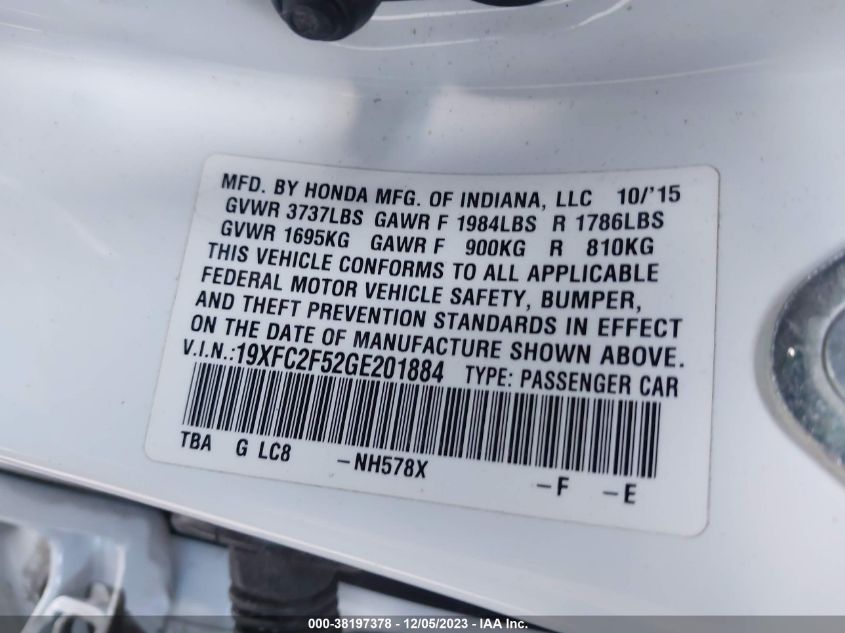 MFD. BY HONDA MFG. OF INDIANA, LLC 10/'15
GVWR 3737LBS GAWR F 1984LBS R 1786LBS
GVWR 1695KG GAWR F 900KG R 810KG
THIS VEHICLE CONFORMS TO ALL APPLICABLE
FEDERAL MOTOR VEHICLE SAFETY, BUMPER,
AND THEFT PREVENTION STANDARDS IN EFFECT
ON THE DATE OF MANUFACTURE SHOWN ABOVE.
V.I.N.:19XFC2F52GE201884 TYPE: PASSENGER CAR
TBA G LC8 -NH578X -F -E
000-38197378 - 12/05/2023 - IAA Inc.